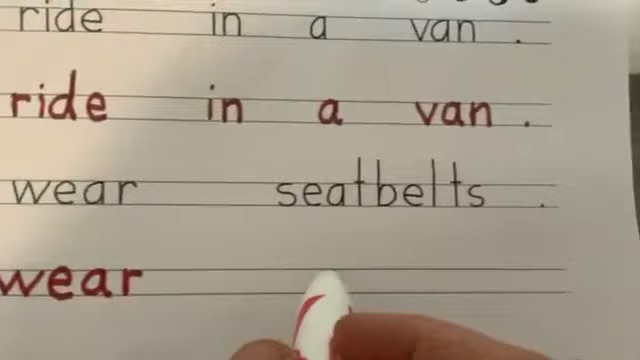 ride in a van .
ride in a van .
wear seatbelts .
wear